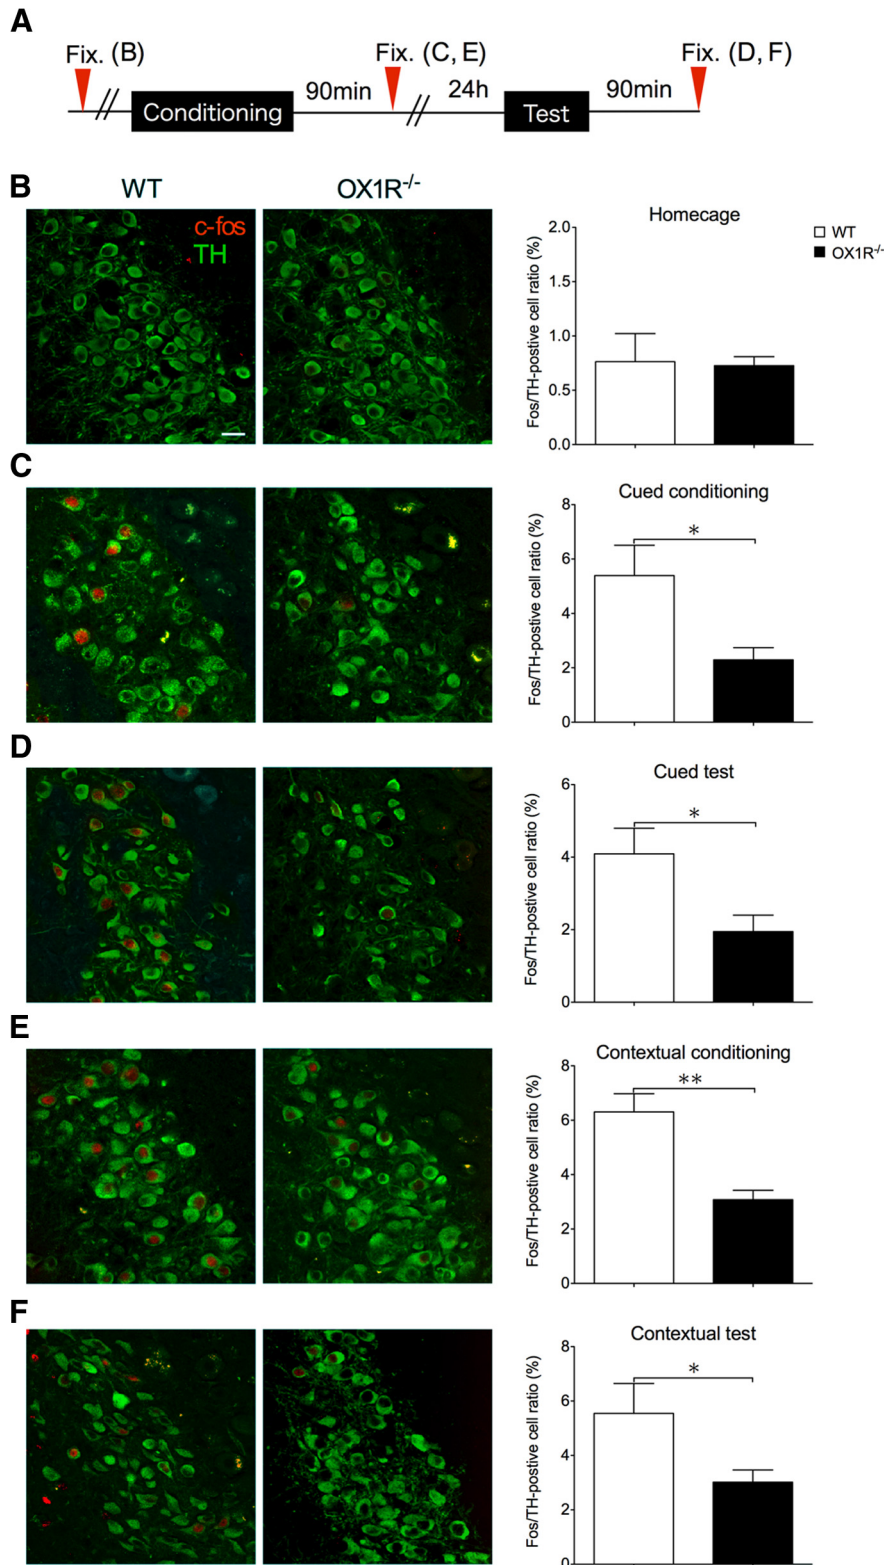 A
Fix. (B) Fix. (C, E) Fix. (D, F)
Conditioning 90min 24h Test 90min
B WT OX1R-/-
c-fos
TH
Homecage
WT
OX1R-/-
Fos/TH-postive cell ratio (%)
2.0
1.5
1.0
0.5
0.0
C
Cued conditioning
Fos/TH-postive cell ratio (%)
8
*
6
4
2
0
D
Cued test
Fos/TH-postive cell ratio (%)
6
*
4
2
0
E
Contextual conditioning
Fos/TH-postive cell ratio (%)
8
**
6
4
2
0
F
Contextual test
Fos/TH-postive cell ratio (%)
8
*
6
4
2
0